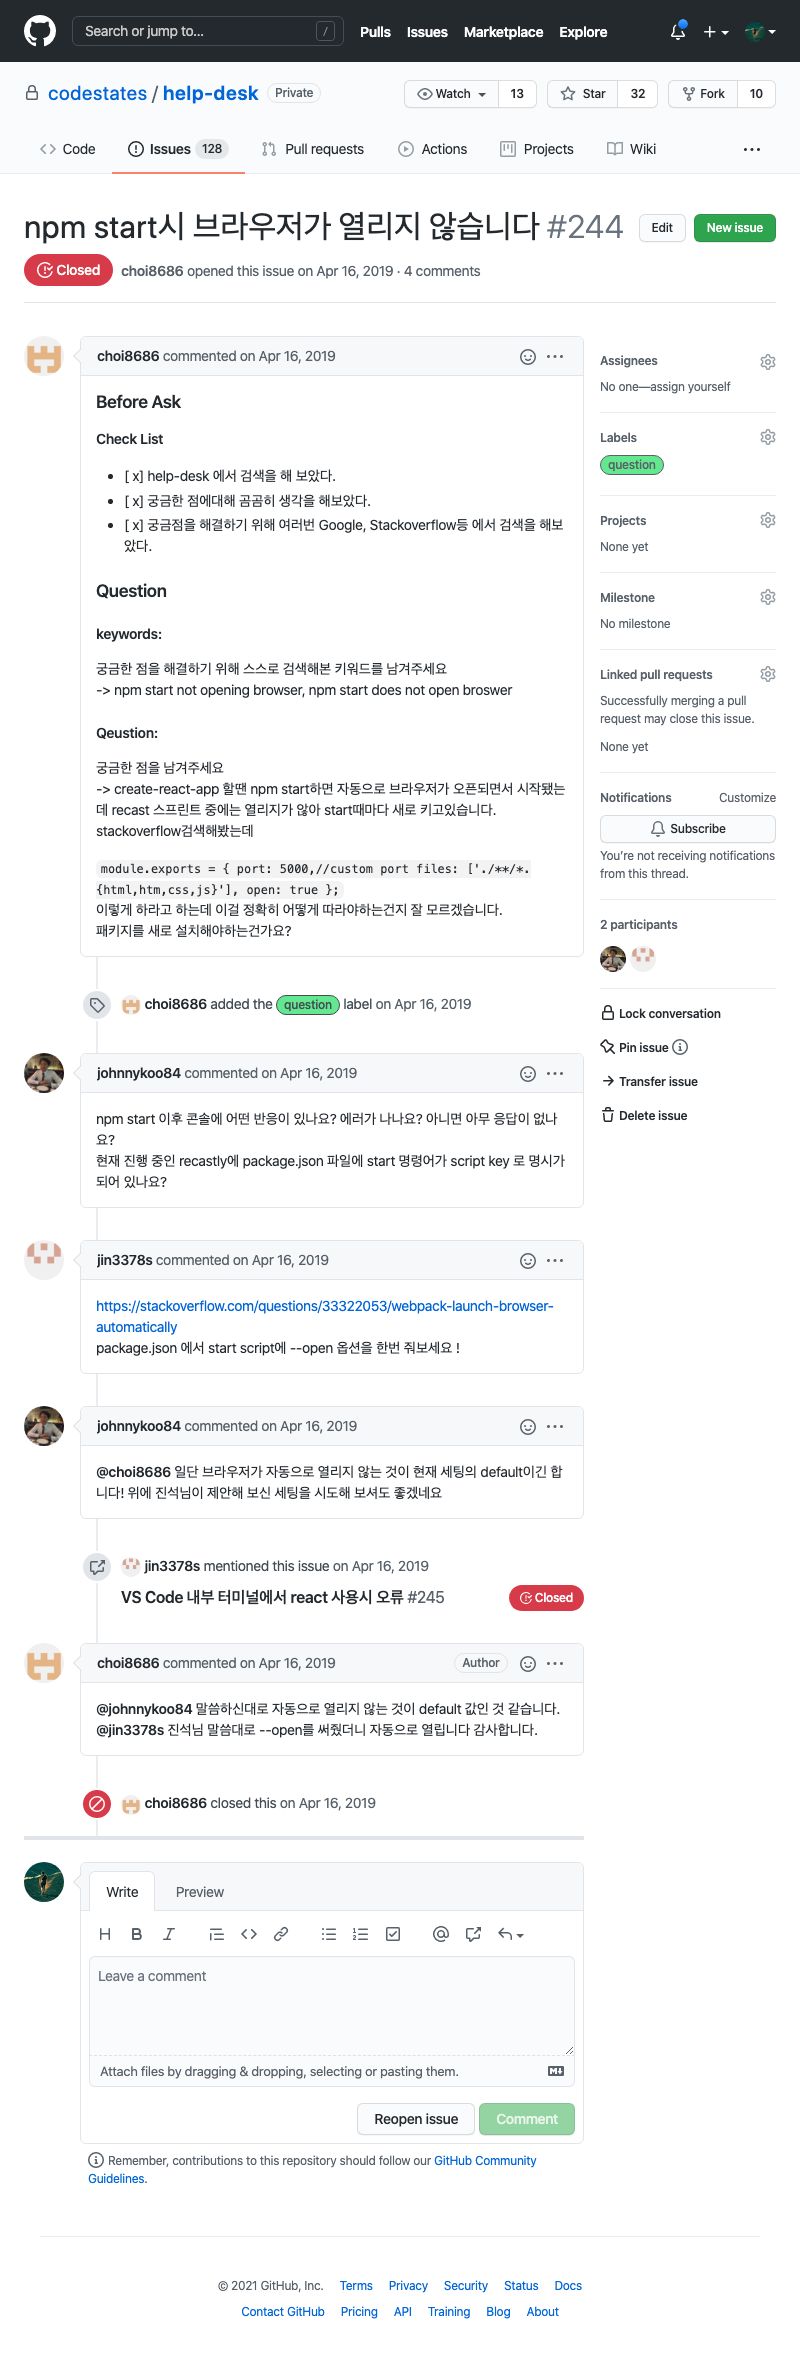 Search or jump to... /
Pulls Issues Marketplace Explore
codestates / help-desk Private
Watch 13 Star 32 Fork 10
Code Issues 128 Pull requests Actions Projects Wiki
npm start시 브라우저가 열리지 않습니다 #244
Edit New issue
Closed choi8686 opened this issue on Apr 16, 2019 · 4 comments
choi8686 commented on Apr 16, 2019
Before Ask
Check List
• [ x] help-desk 에서 검색을 해 보았다.
• [ x] 궁금한 점에대해 곰곰히 생각을 해보았다.
• [ x] 궁금점을 해결하기 위해 여러번 Google, Stackoverflow등 에서 검색을 해보
았다.
Question
keywords:
궁금한 점을 해결하기 위해 스스로 검색해본 키워드를 남겨주세요
-> npm start not opening browser, npm start does not open broswer
Qeustion:
궁금한 점을 남겨주세요
-> create-react-app 할땐 npm start하면 자동으로 브라우저가 오픈되면서 시작됐는
데 recast 스프린트 중에는 열리지가 않아 start때마다 새로 키고있습니다.
stackoverflow검색해봤는데
module.exports = { port: 5000,//custom port files: ['./**/*.
{html,htm,css,js}'], open: true };
이렇게 하라고 하는데 이걸 정확히 어떻게 따라야하는건지 잘 모르겠습니다.
패키지를 새로 설치해야하는건가요?
choi8686 added the question label on Apr 16, 2019
johnnykoo84 commented on Apr 16, 2019
npm start 이후 콘솔에 어떤 반응이 있나요? 에러가 나나요? 아니면 아무 응답이 없나
요?
현재 진행 중인 recastly에 package.json 파일에 start 명령어가 script key 로 명시가
되어 있나요?
jin3378s commented on Apr 16, 2019
https://stackoverflow.com/questions/33322053/webpack-launch-browser-
automatically
package.json 에서 start script에 --open 옵션을 한번 줘보세요 !
johnnykoo84 commented on Apr 16, 2019
@choi8686 일단 브라우저가 자동으로 열리지 않는 것이 현재 세팅의 default이긴 합
니다! 위에 진석님이 제안해 보신 세팅을 시도해 보셔도 좋겠네요
jin3378s mentioned this issue on Apr 16, 2019
VS Code 내부 터미널에서 react 사용시 오류 #245
Closed
choi8686 commented on Apr 16, 2019 Author
@johnnykoo84 말씀하신대로 자동으로 열리지 않는 것이 default 값인 것 같습니다.
@jin3378s 진석님 말씀대로 --open를 써줬더니 자동으로 열립니다 감사합니다.
choi8686 closed this on Apr 16, 2019
Write Preview
H B I
Leave a comment
Attach files by dragging & dropping, selecting or pasting them.
Reopen issue Comment
Remember, contributions to this repository should follow our GitHub Community
Guidelines.
Assignees
No one—assign yourself
Labels
question
Projects
None yet
Milestone
No milestone
Linked pull requests
Successfully merging a pull
request may close this issue.
None yet
Notifications Customize
Subscribe
You're not receiving notifications
from this thread.
2 participants
Lock conversation
Pin issue
Transfer issue
Delete issue
© 2021 GitHub, Inc. Terms Privacy Security Status Docs
Contact GitHub Pricing API Training Blog About